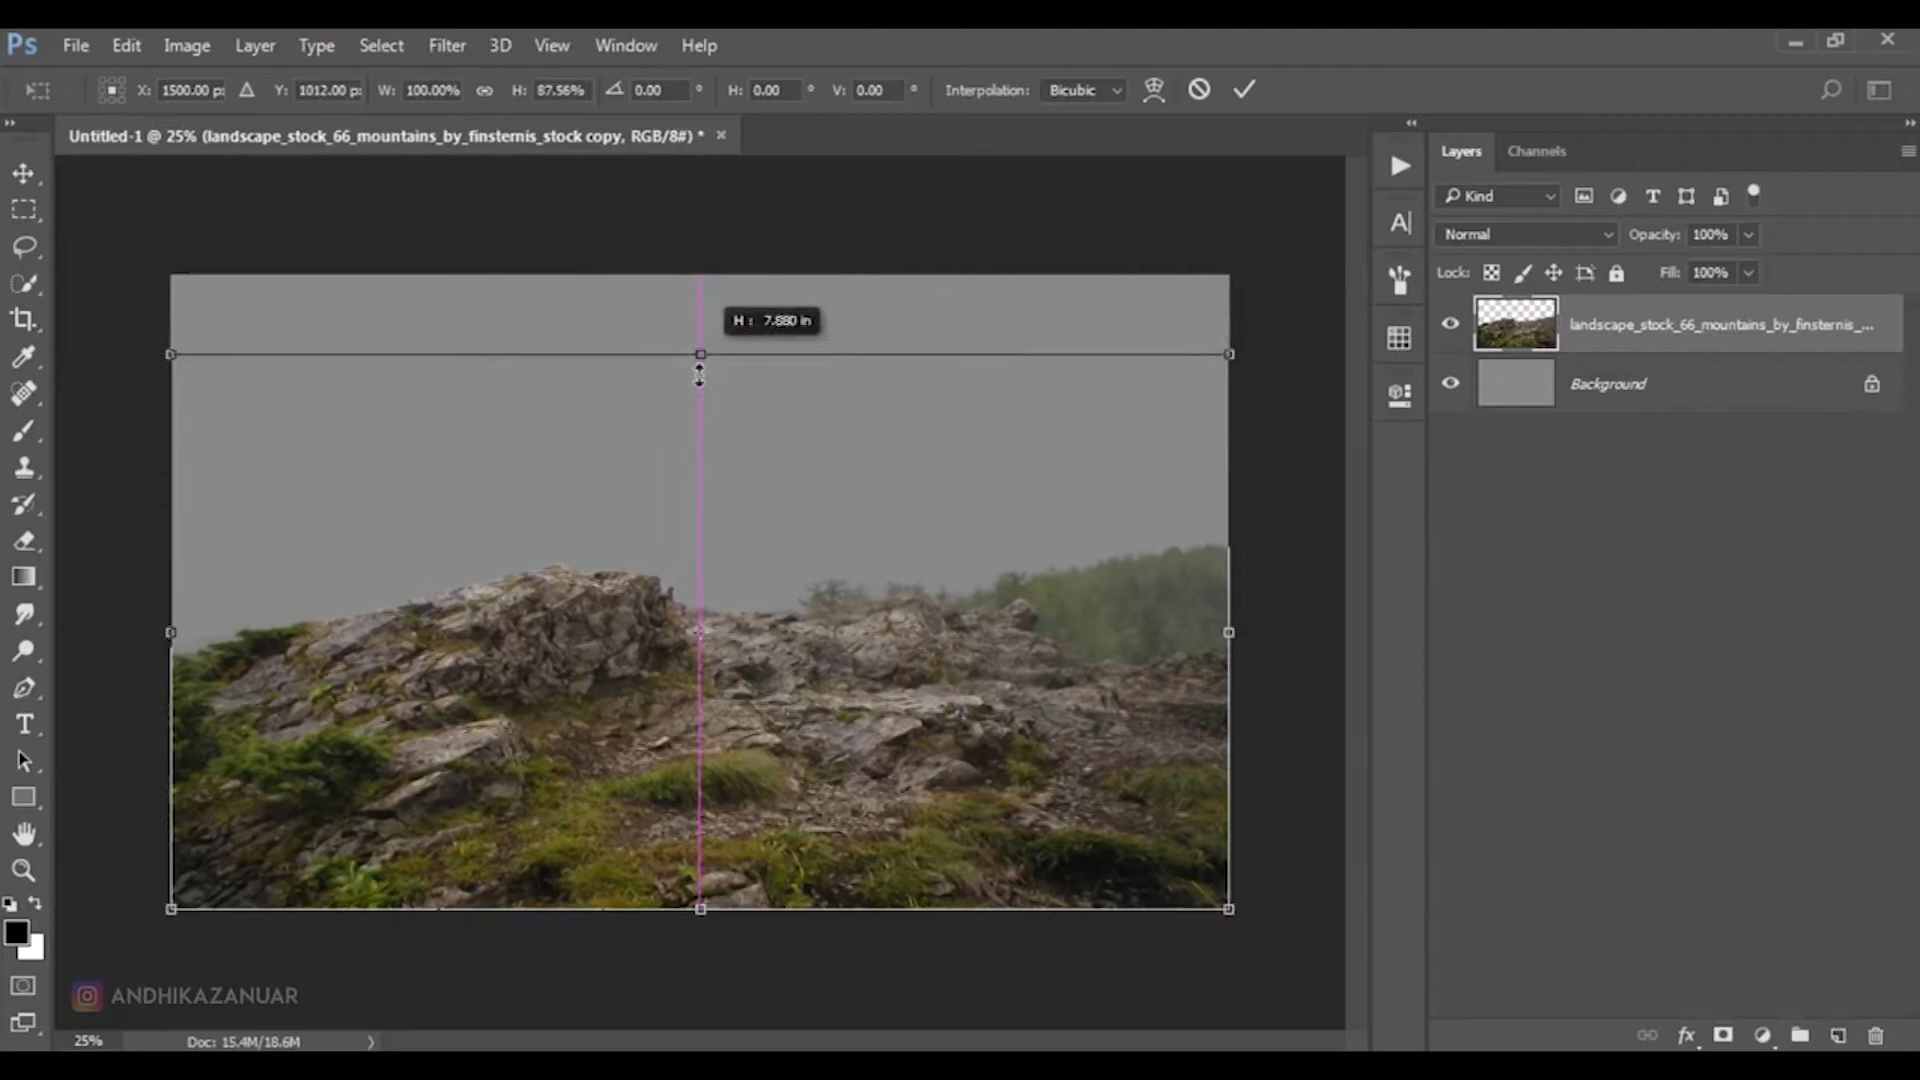 Ps File Edit Image Layer Type Select Filter 3D View Window Help
X: 1500.00 p: Y: 1012.00 p: W: 100.00% H: 87.56% 0.00 ° H: 0.00 ° V: 0.00 ° Interpolation: Bicubic
Untitled-1 @ 25% (landscape_stock_66_mountains_by_finsternis_stock copy, RGB/8#) * ×
Layers Channels
Kind
Normal Opacity: 100%
Lock: Fill: 100%
landscape_stock_66_mountains_by_finsternis_...
Background
H : 7.680 in
ANDHIKAZANUAR
25% Doc: 15.4M/18.6M
fx